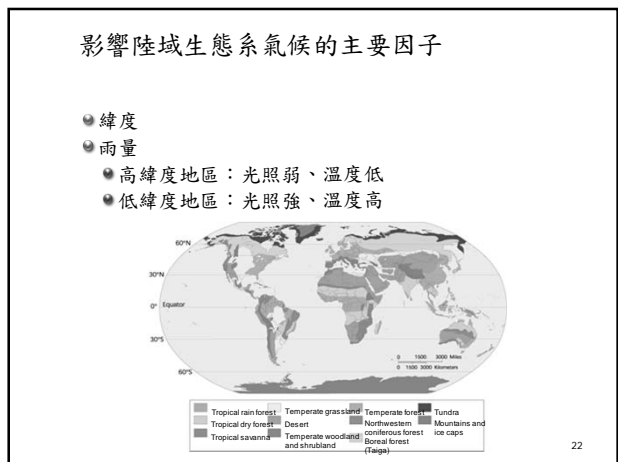 影響陸域生態系氣候的主要因子
緯度
雨量
高緯度地區：光照弱、溫度低
低緯度地區：光照強、溫度高
60°N
30°N
0° Equator
30°S
60°S
0 1500 3000 Miles
0 1500 3000 Kilometers
Tropical rain forest
Tropical dry forest
Tropical savanna
Temperate grassland
Desert
Temperate woodland
and shrubland
Temperate forest
Northwestern
coniferous forest
Boreal forest
(Taiga)
Tundra
Mountains and
ice caps
22